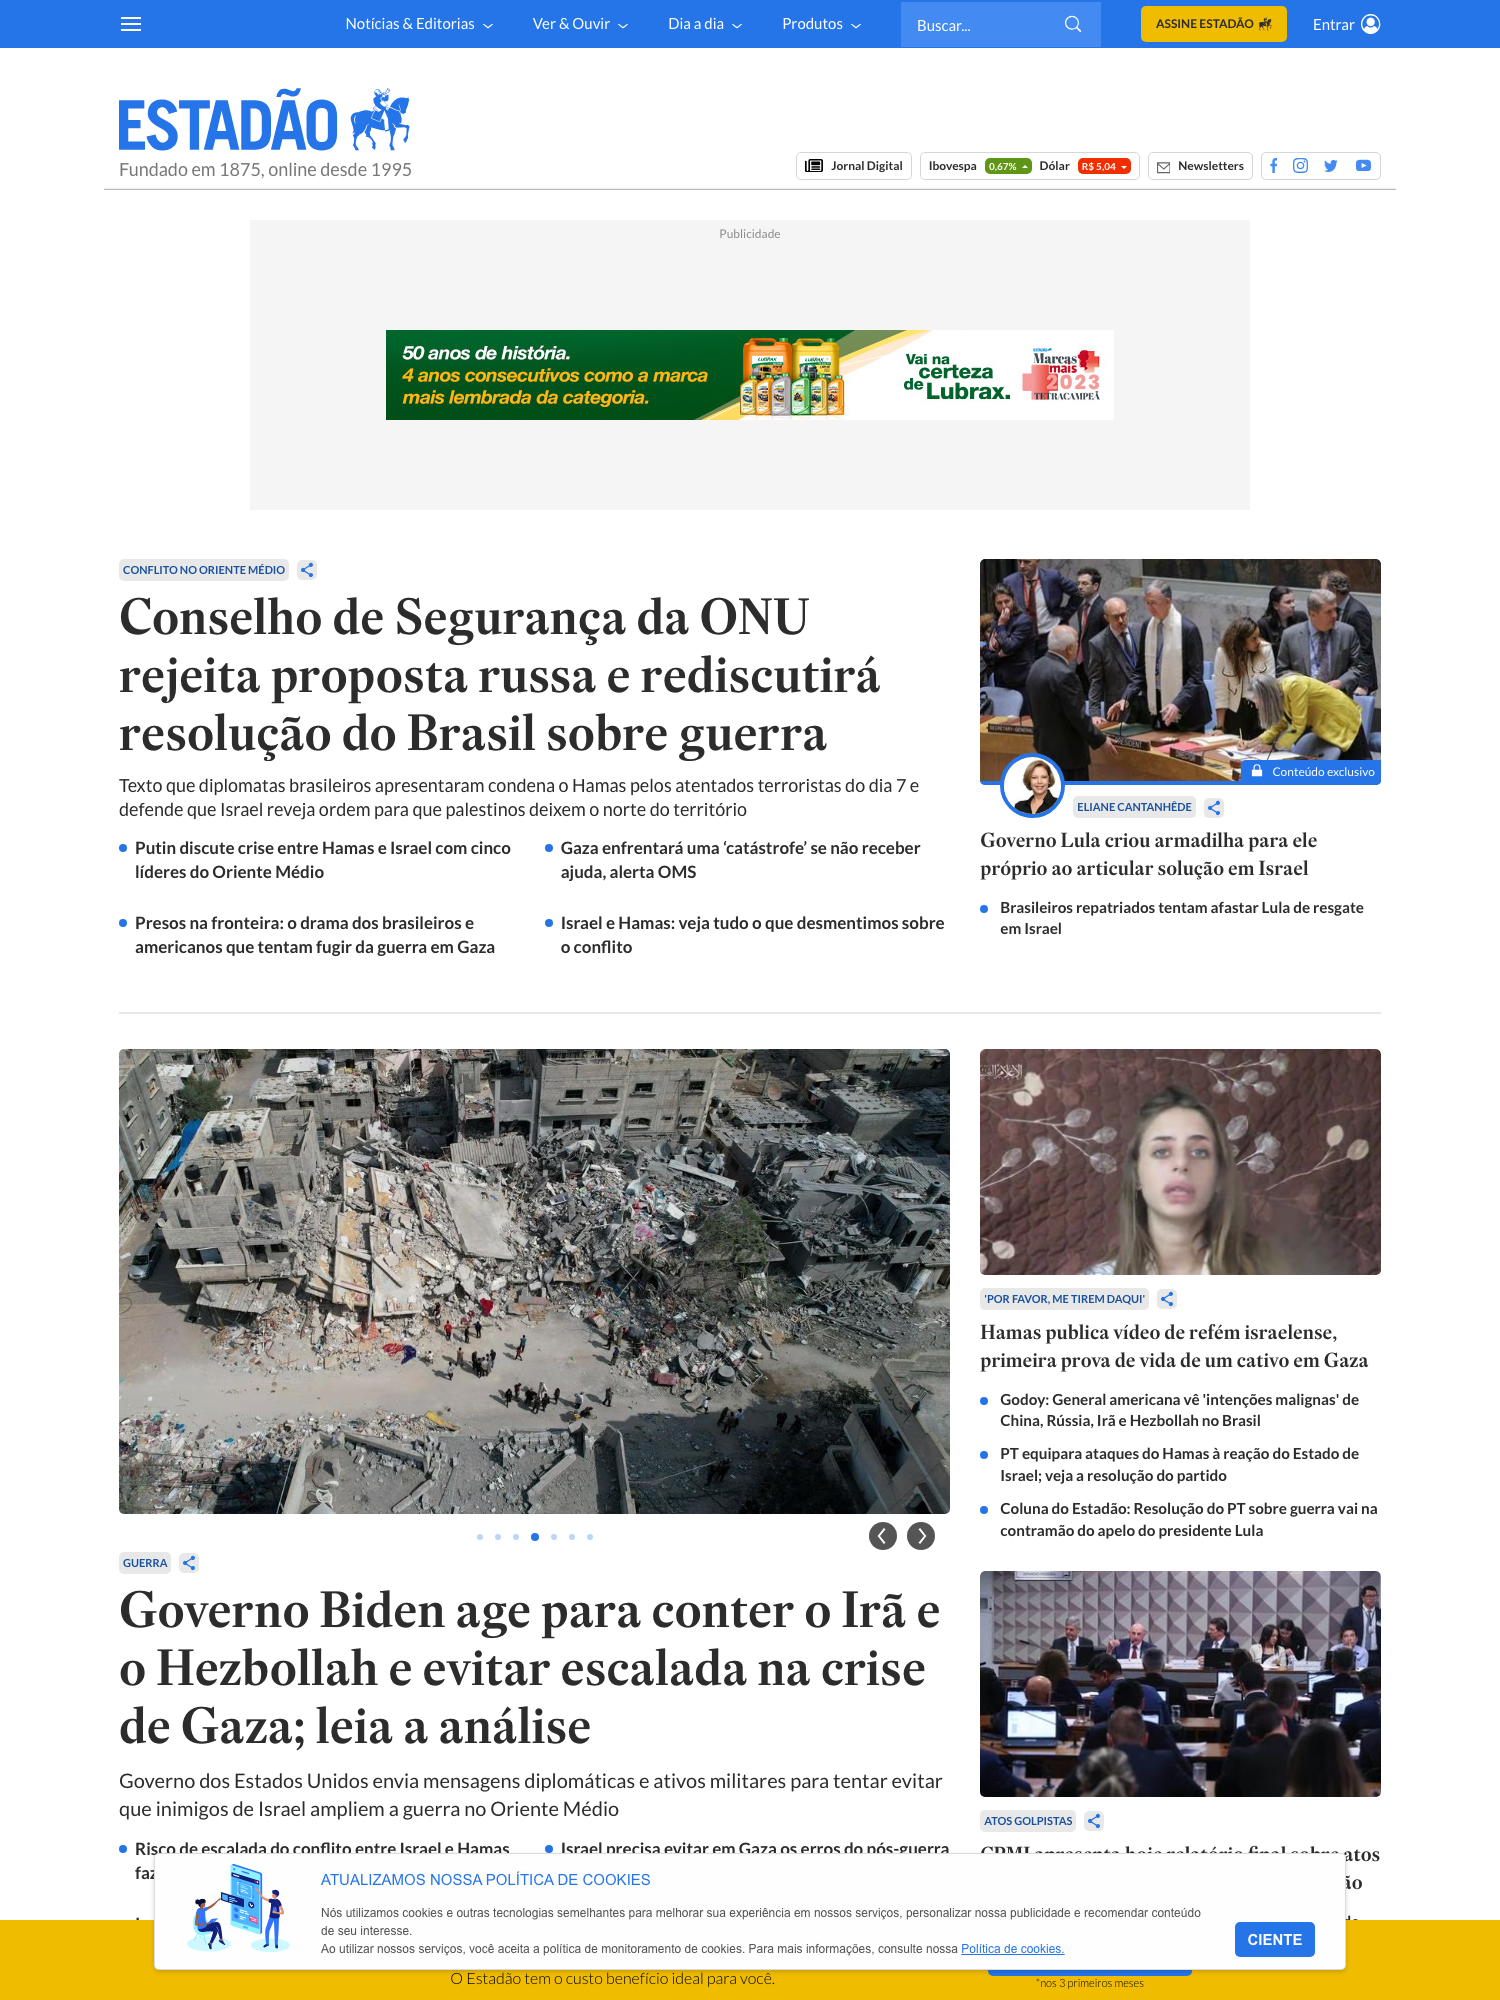 Notícias & Editorias
Ver & Ouvir
Dia a dia
Produtos
Buscar...
ASSINE ESTADÃO
Entrar
ESTADÃO
Fundado em 1875, online desde 1995
Jornal Digital
Ibovespa 0,67% Dólar R$ 5,04
Newsletters
Publicidade
50 anos de história.
4 anos consecutivos como a marca
mais lembrada da categoria.
Vai na
certeza
de Lubrax.
Marcas
mais
2023
TETRACAMPEÃ
CONFLITO NO ORIENTE MÉDIO
Conselho de Segurança da ONU
rejeita proposta russa e rediscutirá
resolução do Brasil sobre guerra
Texto que diplomatas brasileiros apresentaram condena o Hamas pelos atentados terroristas do dia 7 e
defende que Israel reveja ordem para que palestinos deixem o norte do território
Putin discute crise entre Hamas e Israel com cinco
líderes do Oriente Médio
Gaza enfrentará uma ‘catástrofe’ se não receber
ajuda, alerta OMS
Presos na fronteira: o drama dos brasileiros e
americanos que tentam fugir da guerra em Gaza
Israel e Hamas: veja tudo o que desmentimos sobre
o conflito
PRESIDENT
Conteúdo exclusivo
ELIANE CANTANHÊDE
Governo Lula criou armadilha para ele
próprio ao articular solução em Israel
Brasileiros repatriados tentam afastar Lula de resgate
em Israel
'POR FAVOR, ME TIREM DAQUI'
Hamas publica vídeo de refém israelense,
primeira prova de vida de um cativo em Gaza
Godoy: General americana vê 'intenções malignas' de
China, Rússia, Irã e Hezbollah no Brasil
PT equipara ataques do Hamas à reação do Estado de
Israel; veja a resolução do partido
Coluna do Estadão: Resolução do PT sobre guerra vai na
contramão do apelo do presidente Lula
GUERRA
Governo Biden age para conter o Irã e
o Hezbollah e evitar escalada na crise
de Gaza; leia a análise
Governo dos Estados Unidos envia mensagens diplomáticas e ativos militares para tentar evitar
que inimigos de Israel ampliem a guerra no Oriente Médio
Risco de escalada do conflito entre Israel e Hamas
faz
Israel precisa evitar em Gaza os erros do pós-guerra
ATOS GOLPISTAS
CPMI apresenta hoje relatório final sobre atos
ATUALIZAMOS NOSSA POLÍTICA DE COOKIES
Nós utilizamos cookies e outras tecnologias semelhantes para melhorar sua experiência em nossos serviços, personalizar nossa publicidade e recomendar conteúdo
de seu interesse.
Ao utilizar nossos serviços, você aceita a política de monitoramento de cookies. Para mais informações, consulte nossa Política de cookies.
CIENTE
O Estadão tem o custo benefício ideal para você.
*nos 3 primeiros meses